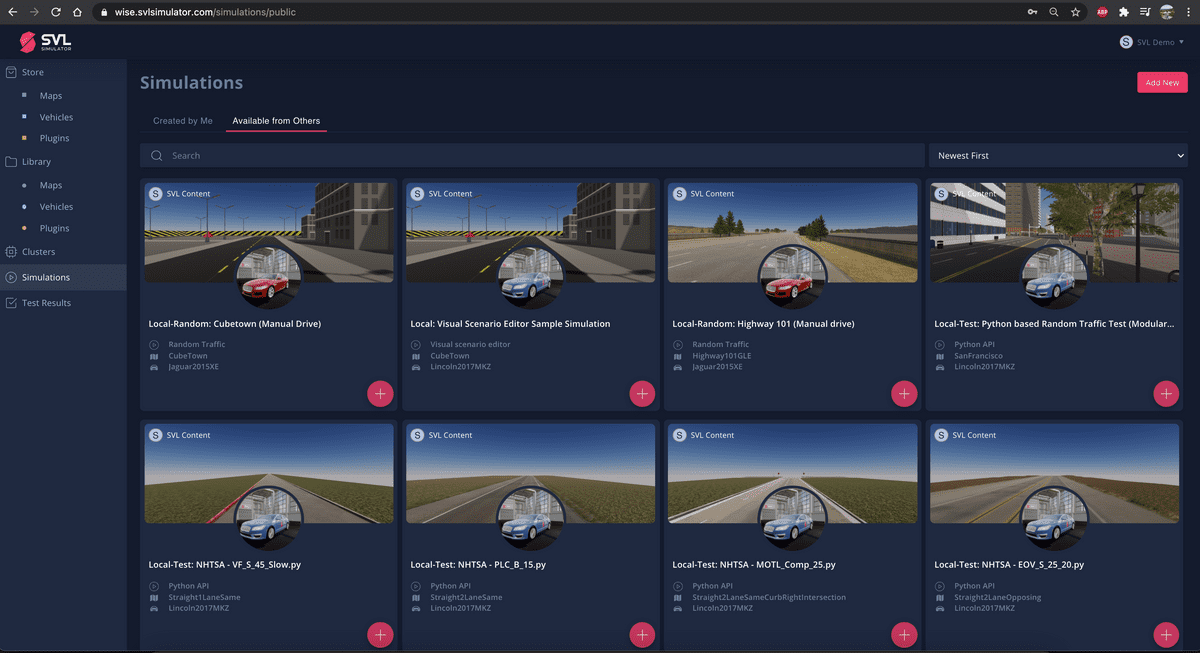 wise.svlsimulator.com/simulations/public
ABP
SVL
SIMULATOR
S SVL Demo
Store
Maps
Vehicles
Plugins
Library
Maps
Vehicles
Plugins
Clusters
Simulations
Test Results
Simulations
Add New
Created by Me
Available from Others
Search
Newest First
S SVL Content
Local-Random: Cubetown (Manual Drive)
Random Traffic
CubeTown
Jaguar2015XE
S SVL Content
Local: Visual Scenario Editor Sample Simulation
Visual scenario editor
CubeTown
Lincoln2017MKZ
S SVL Content
Local-Random: Highway 101 (Manual drive)
Random Traffic
Highway101GLE
Jaguar2015XE
S SVL Content
Local-Test: Python based Random Traffic Test (Modular...
Python API
SanFrancisco
Lincoln2017MKZ
S SVL Content
Local-Test: NHTSA - VF_S_45_Slow.py
Python API
Straight1LaneSame
Lincoln2017MKZ
S SVL Content
Local-Test: NHTSA - PLC_B_15.py
Python API
Straight2LaneSame
Lincoln2017MKZ
S SVL Content
Local-Test: NHTSA - MOTL_Comp_25.py
Python API
Straight2LaneSameCurbRightIntersection
Lincoln2017MKZ
S SVL Content
Local-Test: NHTSA - EOV_S_25_20.py
Python API
Straight2LaneOpposing
Lincoln2017MKZ